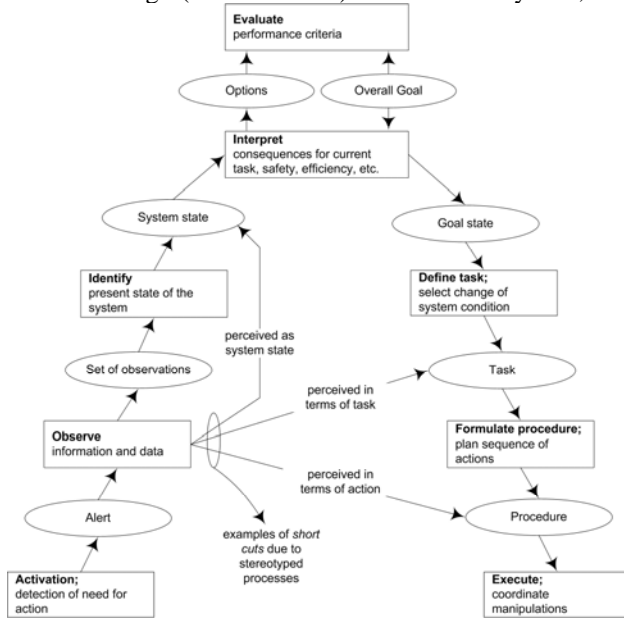 Evaluate
performance criteria
Options
Overall Goal
Interpret
consequences for current
task, safety, efficiency, etc.
System state
Goal state
Identify
present state of the
system
Define task;
select change of
system condition
perceived as
system state
Set of observations
Task
perceived in
terms of task
Observe
information and data
Formulate procedure;
plan sequence of
actions
perceived in
terms of action
Alert
Procedure
examples of short
cuts due to
stereotyped
processes
Activation;
detection of need for
action
Execute;
coordinate
manipulations